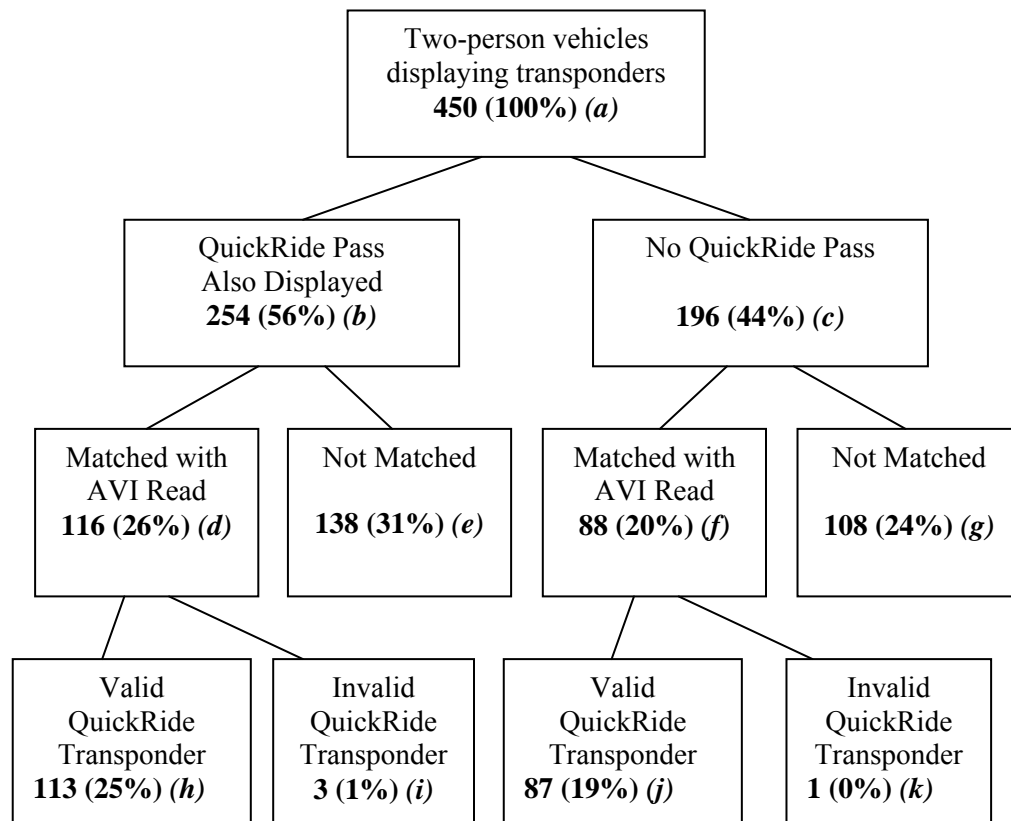 Two-person vehicles
displaying transponders
450 (100%) (a)
QuickRide Pass
Also Displayed
254 (56%) (b)
No QuickRide Pass
196 (44%) (c)
Matched with
AVI Read
116 (26%) (d)
Not Matched
138 (31%) (e)
Matched with
AVI Read
88 (20%) (f)
Not Matched
108 (24%) (g)
Valid
QuickRide
Transponder
113 (25%) (h)
Invalid
QuickRide
Transponder
3 (1%) (i)
Valid
QuickRide
Transponder
87 (19%) (j)
Invalid
QuickRide
Transponder
1 (0%) (k)